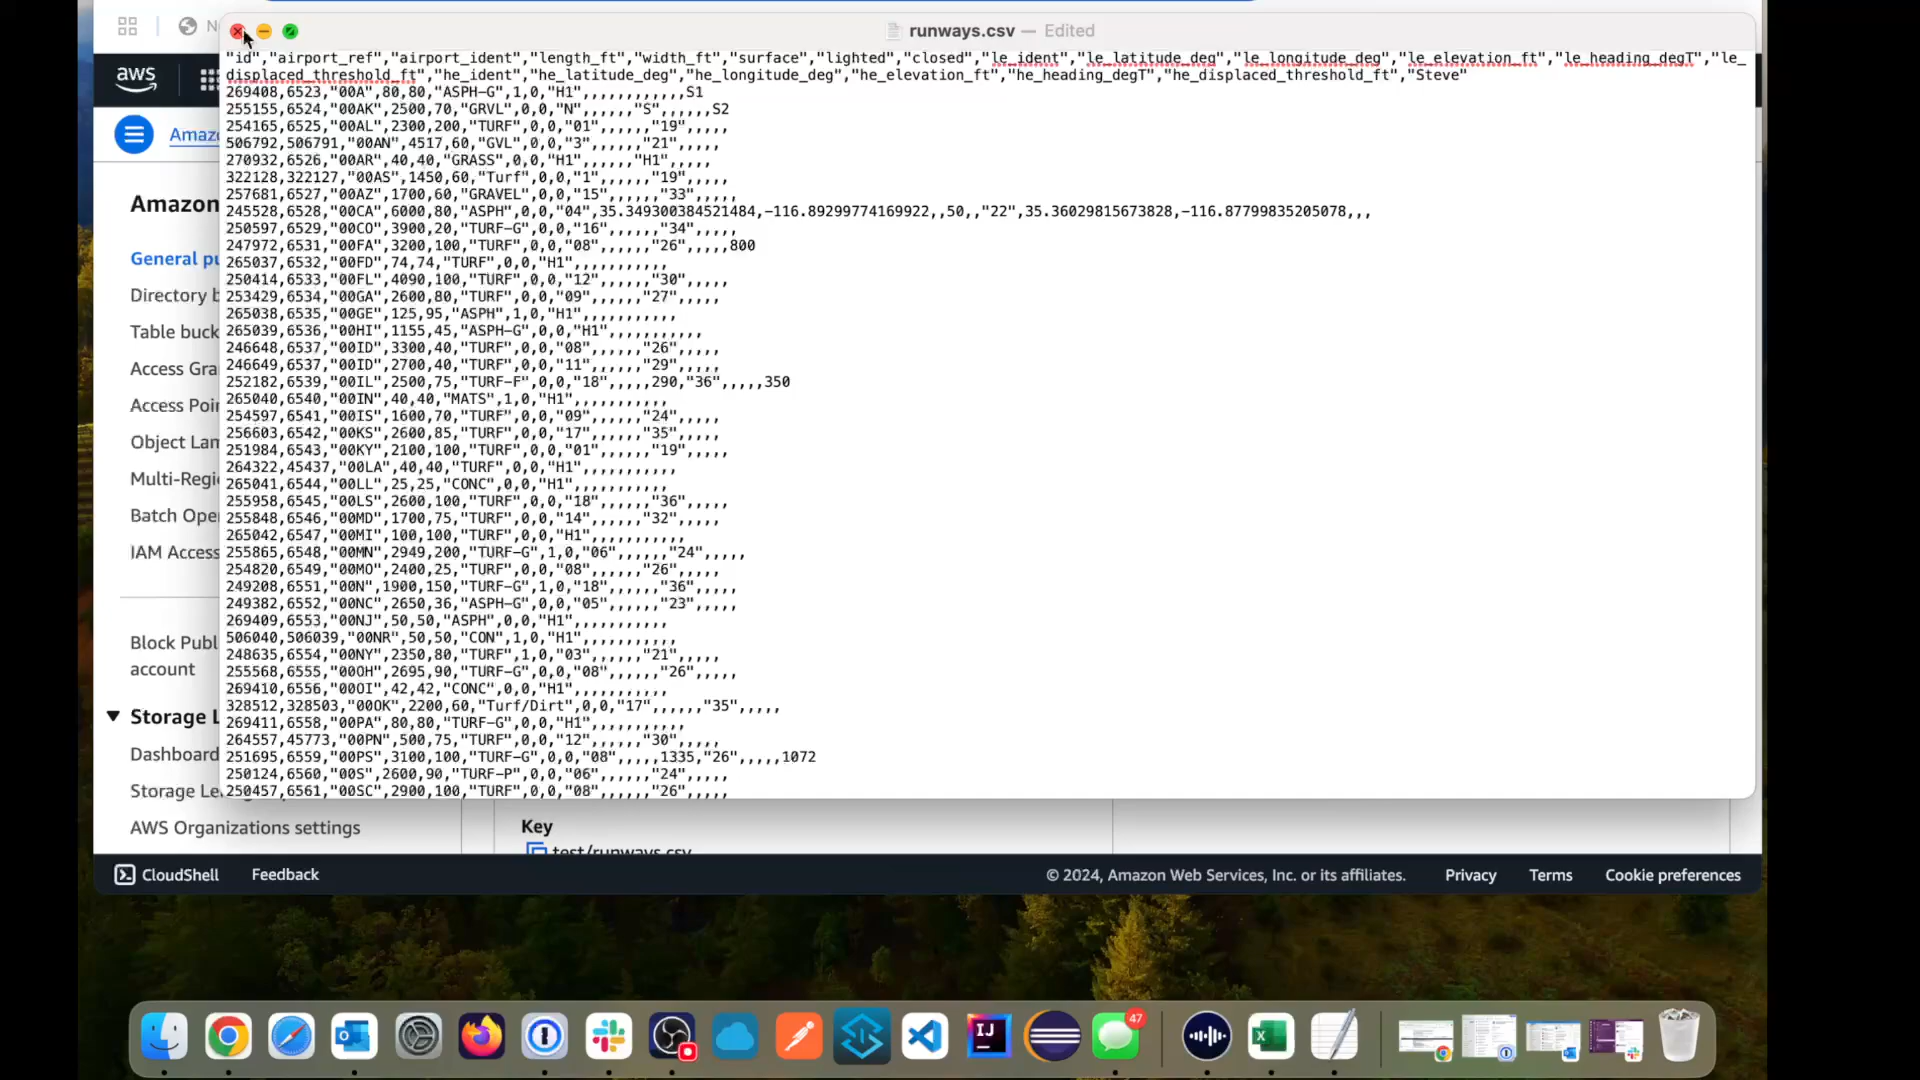 N
runways.csv — Edited
aws
Amaz
"id","airport_ref","airport_ident","length_ft","width_ft","surface","lighted","closed","le_ident","le_latitude_deg","le_longitude_deg","le_elevation_ft","le_heading_degT","le_
displaced_threshold_ft","he_ident","he_latitude_deg","he_longitude_deg","he_elevation_ft","he_heading_degT","he_displaced_threshold_ft","Steve"
269408,6523,"00A",80,80,"ASPH-G",1,0,"H1",,,,,,,,,,,,S1
255155,6524,"00AK",2500,70,"GRVL",0,0,"N",,,,,,"S",,,,,,S2
254165,6525,"00AL",2300,200,"TURF",0,0,"01",,,,,,"19",,,,,
506792,506791,"00AN",4517,60,"GVL",0,0,"3",,,,,,"21",,,,,
270932,6526,"00AR",40,40,"GRASS",0,0,"H1",,,,,,"H1",,,,,
322128,322127,"00AS",1450,60,"Turf",0,0,"1",,,,,,"19",,,,,
257681,6527,"00AZ",1700,60,"GRAVEL",0,0,"15",,,,,,"33",,,,,
245528,6528,"00CA",6000,80,"ASPH",0,0,"04",35.349300384521484,-116.89299774169922,,50,,"22",35.36029815673828,-116.87799835205078,,,
250597,6529,"00CO",3900,20,"TURF-G",0,0,"16",,,,,,"34",,,,,
247972,6531,"00FA",3200,100,"TURF",0,0,"08",,,,,,"26",,,,,800
265037,6532,"00FD",74,74,"TURF",0,0,"H1",,,,,,,,,,,
250414,6533,"00FL",4090,100,"TURF",0,0,"12",,,,,,"30",,,,,
253429,6534,"00GA",2600,80,"TURF",0,0,"09",,,,,,"27",,,,,
265038,6535,"00GE",125,95,"ASPH",1,0,"H1",,,,,,,,,,,
265039,6536,"00HI",1155,45,"ASPH-G",0,0,"H1",,,,,,,,,,,
246648,6537,"00ID",3300,40,"TURF",0,0,"08",,,,,,"26",,,,,
246649,6537,"00ID",2700,40,"TURF",0,0,"11",,,,,,"29",,,,,
252182,6539,"00IL",2500,75,"TURF-F",0,0,"18",,,,,290,"36",,,,,350
265040,6540,"00IN",40,40,"MATS",1,0,"H1",,,,,,,,,,,
254597,6541,"00IS",1600,70,"TURF",0,0,"09",,,,,,"24",,,,,
256603,6542,"00KS",2600,85,"TURF",0,0,"17",,,,,,"35",,,,,
251984,6543,"00KY",2100,100,"TURF",0,0,"01",,,,,,"19",,,,,
264322,45437,"00LA",40,40,"TURF",0,0,"H1",,,,,,,,,,,
265041,6544,"00LL",25,25,"CONC",0,0,"H1",,,,,,,,,,,
255958,6545,"00LS",2600,100,"TURF",0,0,"18",,,,,,"36",,,,,
255848,6546,"00MD",1700,75,"TURF",0,0,"14",,,,,,"32",,,,,
265042,6547,"00MI",100,100,"TURF",0,0,"H1",,,,,,,,,,,
255865,6548,"00MN",2949,200,"TURF-G",1,0,"06",,,,,,"24",,,,,
254820,6549,"00MO",2400,25,"TURF",0,0,"08",,,,,,"26",,,,,
249208,6551,"00N",1900,150,"TURF-G",1,0,"18",,,,,,"36",,,,,
249382,6552,"00NC",2650,36,"ASPH-G",0,0,"05",,,,,,"23",,,,,
269409,6553,"00NJ",50,50,"ASPH",0,0,"H1",,,,,,,,,,,
506040,506039,"00NR",50,50,"CON",1,0,"H1",,,,,,,,,,,
248635,6554,"00NY",2350,80,"TURF",1,0,"03",,,,,,"21",,,,,
255568,6555,"00OH",2695,90,"TURF-G",0,0,"08",,,,,,"26",,,,,
269410,6556,"00OI",42,42,"CONC",0,0,"H1",,,,,,,,,,,
328512,328503,"00OK",2200,60,"Turf/Dirt",0,0,"17",,,,,,"35",,,,,
269411,6558,"00PA",80,80,"TURF-G",0,0,"H1",,,,,,,,,,,
264557,45773,"00PN",500,75,"TURF",0,0,"12",,,,,,"30",,,,,
251695,6559,"00PS",3100,100,"TURF-G",0,0,"08",,,,,1335,"26",,,,,1072
250124,6560,"00S",2600,90,"TURF-P",0,0,"06",,,,,,"24",,,,,
250457,6561,"00SC",2900,100,"TURF",0,0,"08",,,,,,"26",,,,,
Amazon
General pu
Directory b
Table buck
Access Gra
Access Poi
Object Lam
Multi-Regi
Batch Ope
IAM Access
Block Publ
account
Storage L
Dashboard
Storage Le
AWS Organizations settings
Key
test/runways.csv
CloudShell
Feedback
© 2024, Amazon Web Services, Inc. or its affiliates.
Privacy
Terms
Cookie preferences
47
IJ